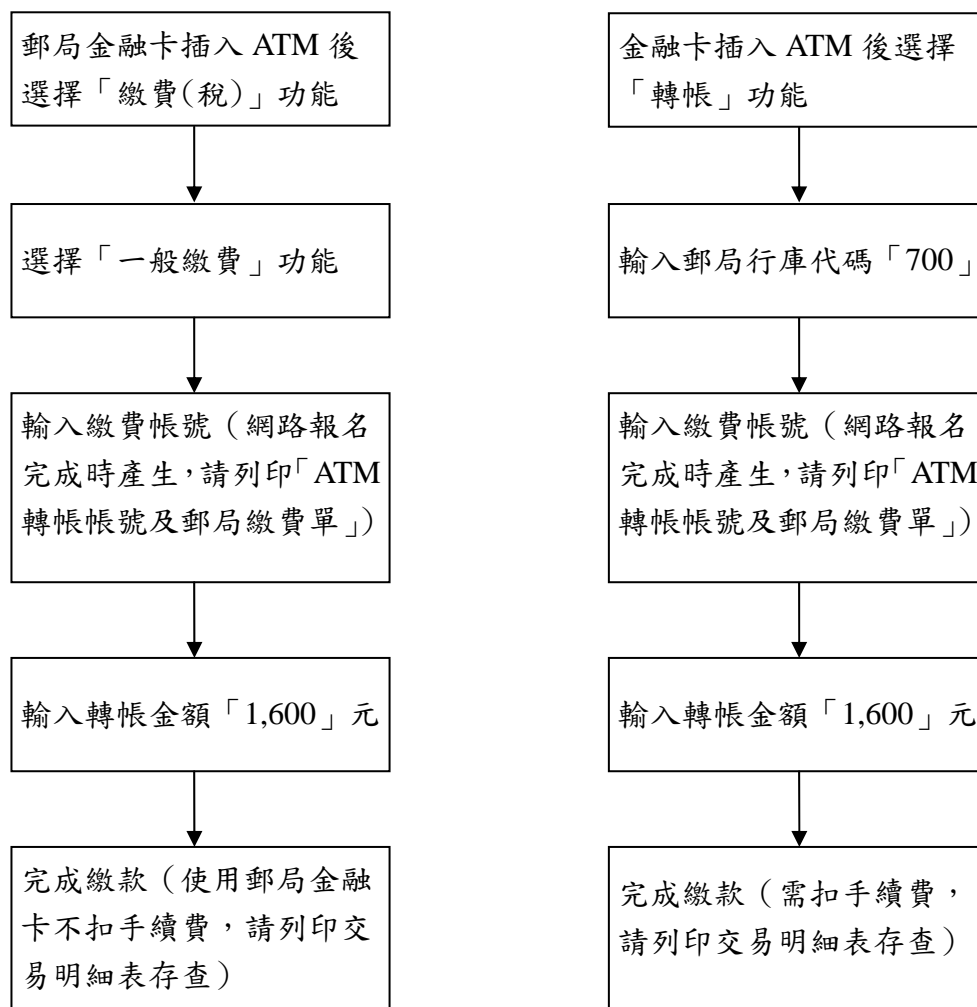 郵局金融卡插入 ATM 後
選擇「繳費(稅)」功能
選擇「一般繳費」功能
輸入繳費帳號（網路報名
完成時產生，請列印「ATM
轉帳帳號及郵局繳費單」）
輸入轉帳金額「1,600」元
完成繳款（使用郵局金融
卡不扣手續費，請列印交
易明細表存查）
金融卡插入 ATM 後選擇
「轉帳」功能
輸入郵局行庫代碼「700」
輸入繳費帳號（網路報名
完成時產生，請列印「ATM
轉帳帳號及郵局繳費單」）
輸入轉帳金額「1,600」元
完成繳款（需扣手續費，
請列印交易明細表存查）